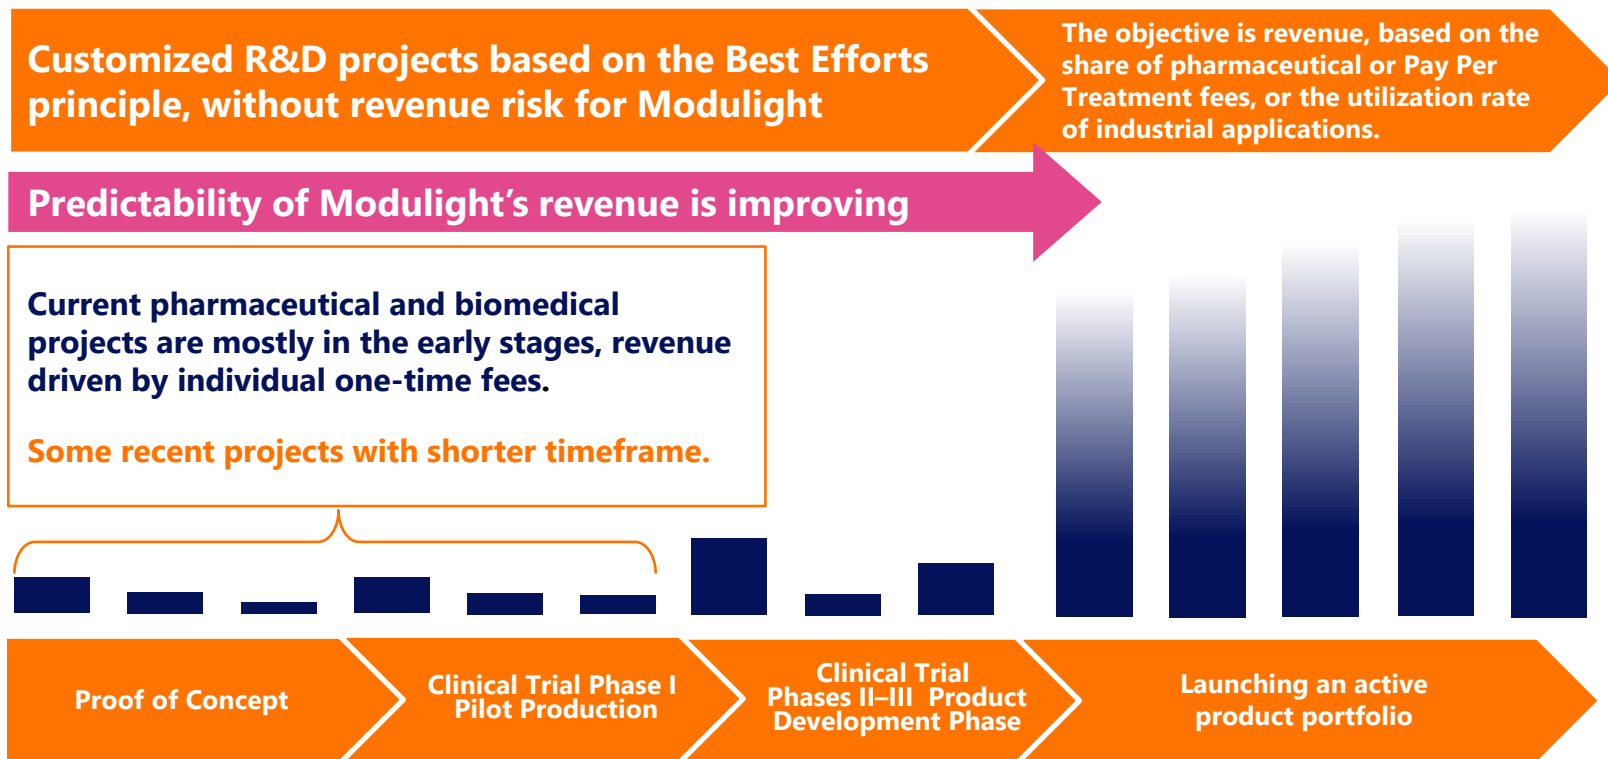 Customized R&D projects based on the Best Efforts
principle, without revenue risk for Modulight
The objective is revenue, based on the
share of pharmaceutical or Pay Per
Treatment fees, or the utilization rate
of industrial applications.
Predictability of Modulight’s revenue is improving
Current pharmaceutical and biomedical
projects are mostly in the early stages, revenue
driven by individual one-time fees.
Some recent projects with shorter timeframe.
Proof of Concept
Clinical Trial Phase I
Pilot Production
Clinical Trial
Phases II–III Product
Development Phase
Launching an active
product portfolio